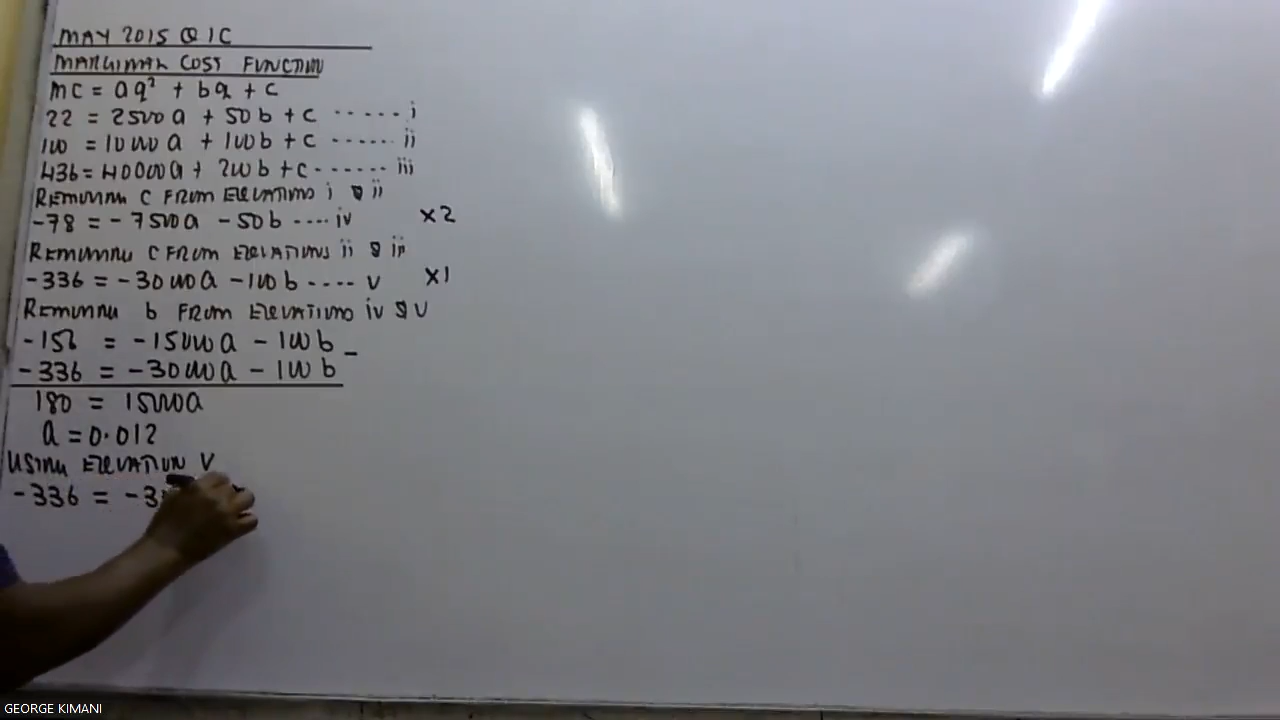 MAY 2015 Q 1C
MARGINAL COST FUNCTION
MC = aq² + bq + c
22 = 2500a + 50b + c ------ i
100 = 10000a + 100b + c ------ ii
436 = 40000a + 200b + c ------ iii
REMOVING C FROM EQUATIONS i & ii
-78 = -7500a - 50b ---- iv ×2
REMOVING C FROM EQUATIONS ii & iii
-336 = -30000a - 100b ---- v ×1
REMOVING b FROM EQUATIONS iv & v
-156 = -15000a - 100b -
-336 = -30000a - 100b
180 = 15000a
a = 0.012
USING EQUATION V
-336 = -3
GEORGE KIMANI